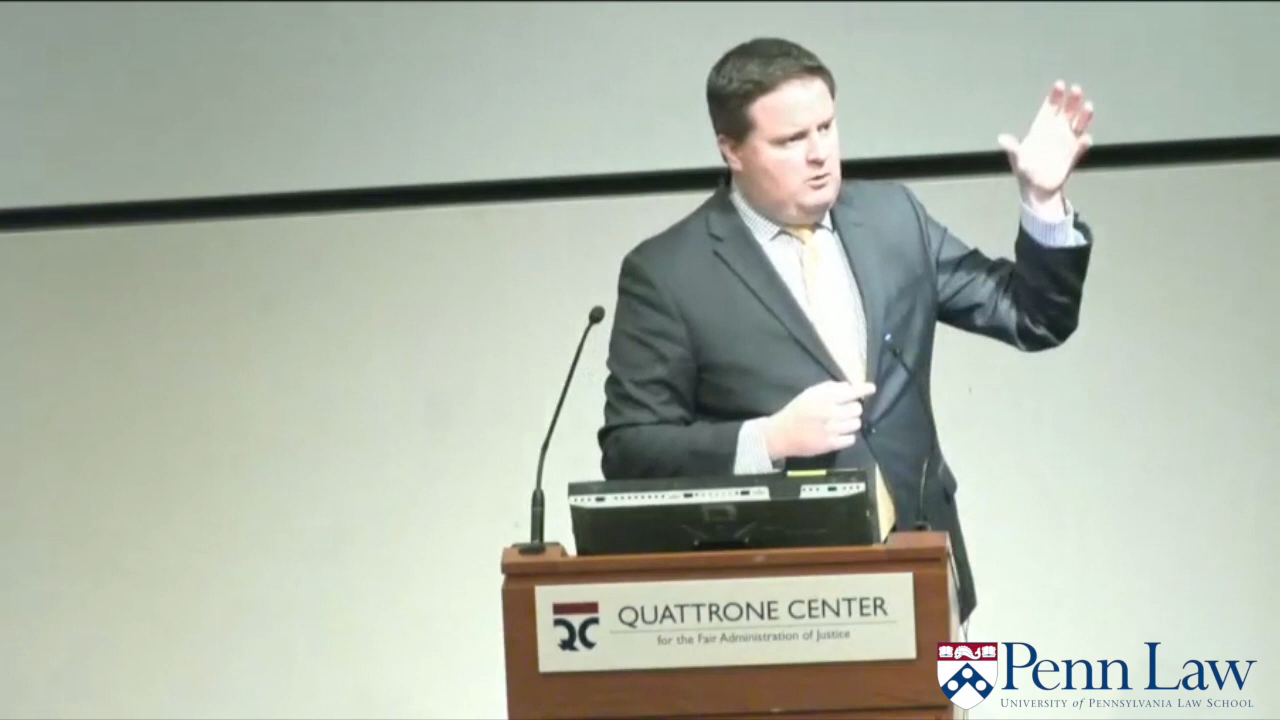 QC
QUATTRONE CENTER
for the Fair Administration of Justice
Penn Law
UNIVERSITY of PENNSYLVANIA LAW SCHOOL